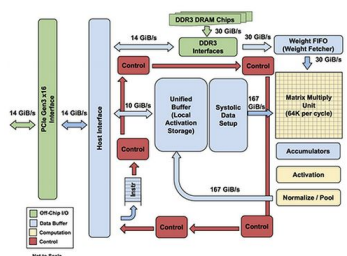 DDR3 DRAM Chips
30 GiB/s
14 GiB/s
DDR3
Interfaces
30 GiB/s
Weight FIFO
(Weight Fetcher)
30 GiB/s
Control
Control
14 GiB/s
PCIe Gen3 x16
Interface
14 GiB/s
Host Interface
10 GiB/s
Unified
Buffer
(Local
Activation
Storage)
Systolic
Data
Setup
167
GiB/s
Matrix Multiply
Unit
(64K per cycle)
Control
Accumulators
Activation
Instr
167 GiB/s
Normalize / Pool
Off-Chip I/O
Data Buffer
Computation
Control
Control
Control
Not to Scale